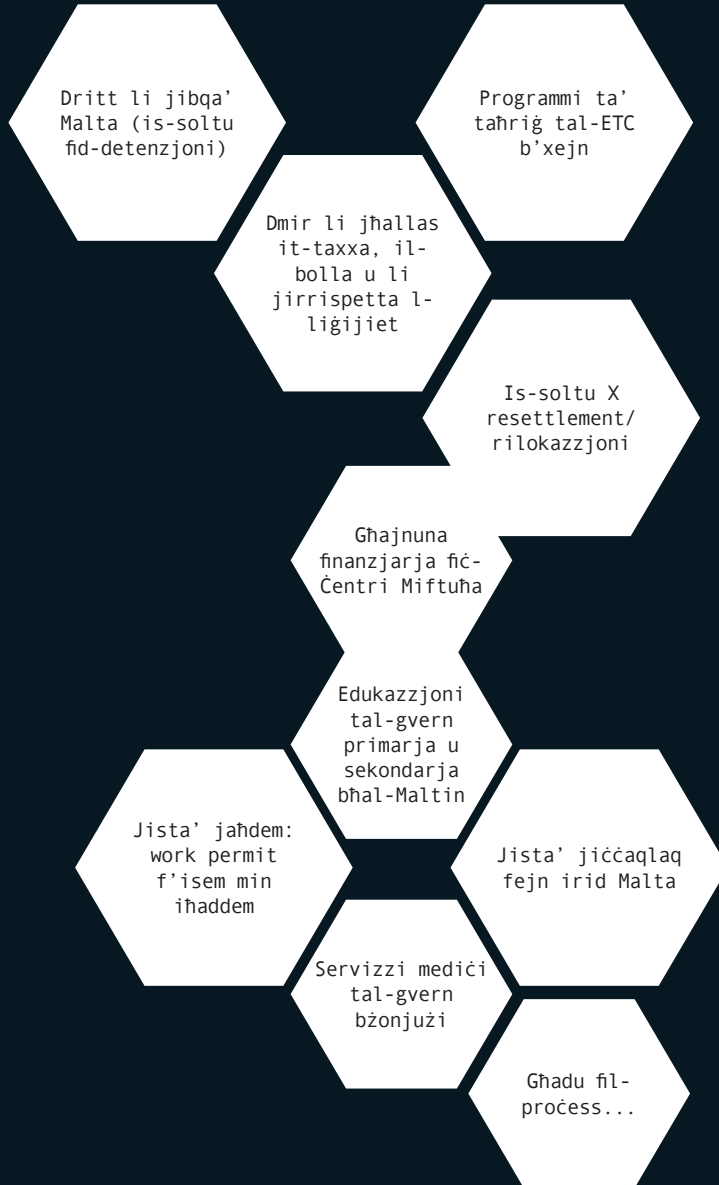 Dritt li jibqa’
Malta (is-soltu
fid-detenzjoni)
Programmi ta’
taħriġ tal-ETC
b’xejn
Dmir li jħallas
it-taxxa, il-
bolla u li
jirrispetta l-
liġijiet
Is-soltu X
resettlement/
rilokazzjoni
Għajnuna
finanzjarja fiċ-
Ċentri Miftuħa
Edukazzjoni
tal-gvern
primarja u
sekondarja
bħal-Maltin
Jista’ jaħdem:
work permit
f’isem min
iħaddem
Jista’ jiċċaqlaq
fejn irid Malta
Servizzi mediċi
tal-gvern
bżonjużi
Għadu fil-
proċess...